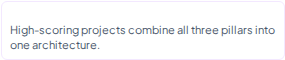 High-scoring projects combine all three pillars into
one architecture.